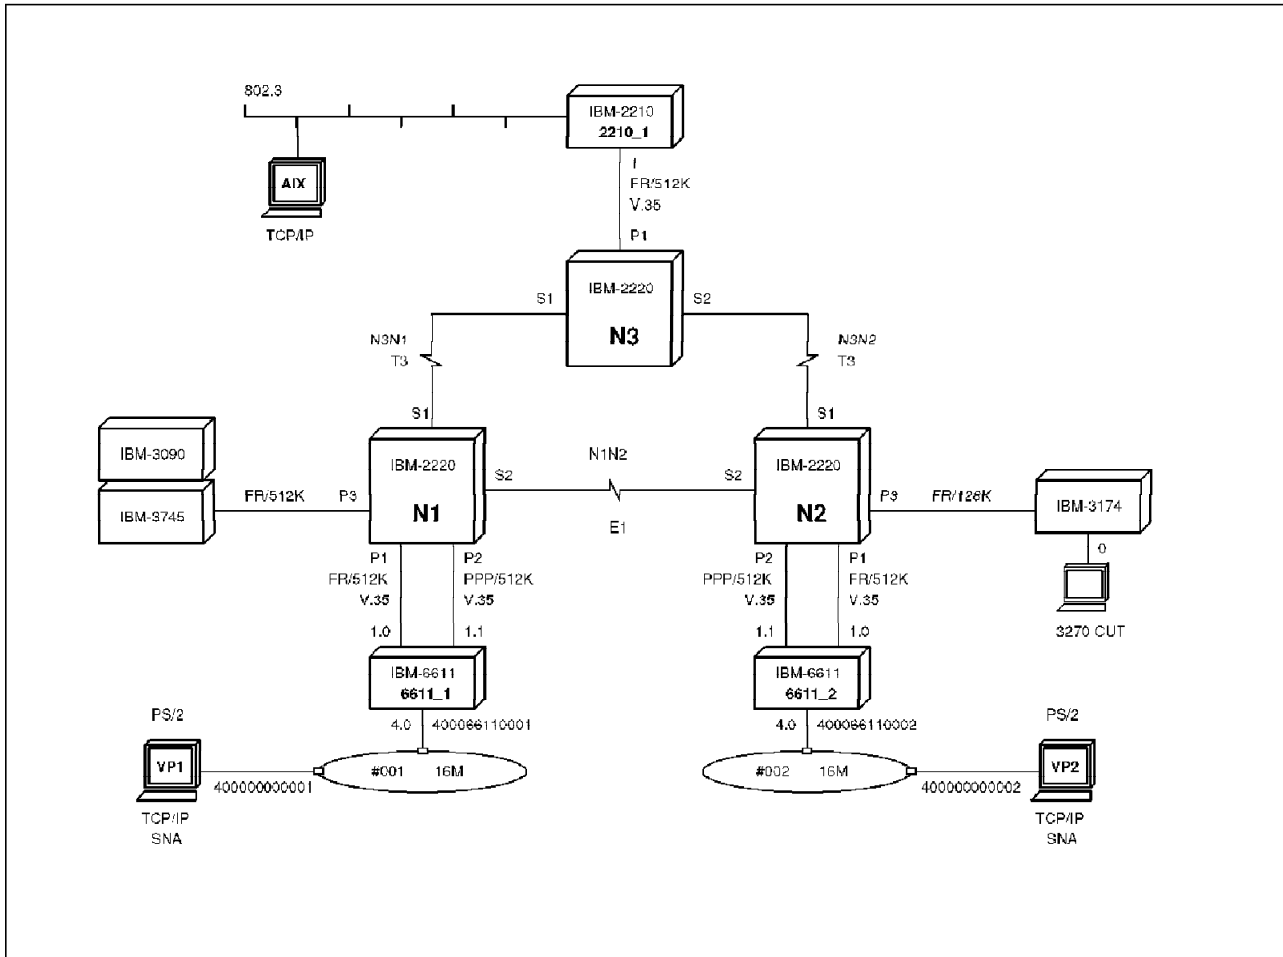 802.3
IBM-2210
2210_1
AIX
TCP/IP
FR/512K
V.35
P1
IBM-2220
N3
S1
S2
N3N1
T3
N3N2
T3
S1
S1
IBM-3090
IBM-3745
FR/512K
P3
IBM-2220
N1
S2
N1N2
E1
S2
IBM-2220
N2
P3
FR/128K
IBM-3174
0
3270 CUT
P1
FR/512K
V.35
1.0
P2
PPP/512K
V.35
1.1
P2
PPP/512K
V.35
1.1
P1
FR/512K
V.35
1.0
IBM-6611
6611_1
IBM-6611
6611_2
PS/2
4.0
400066110001
4.0
400066110002
PS/2
VP1
400000000001
#001
16M
#002
16M
400000000002
VP2
TCP/IP
SNA
TCP/IP
SNA